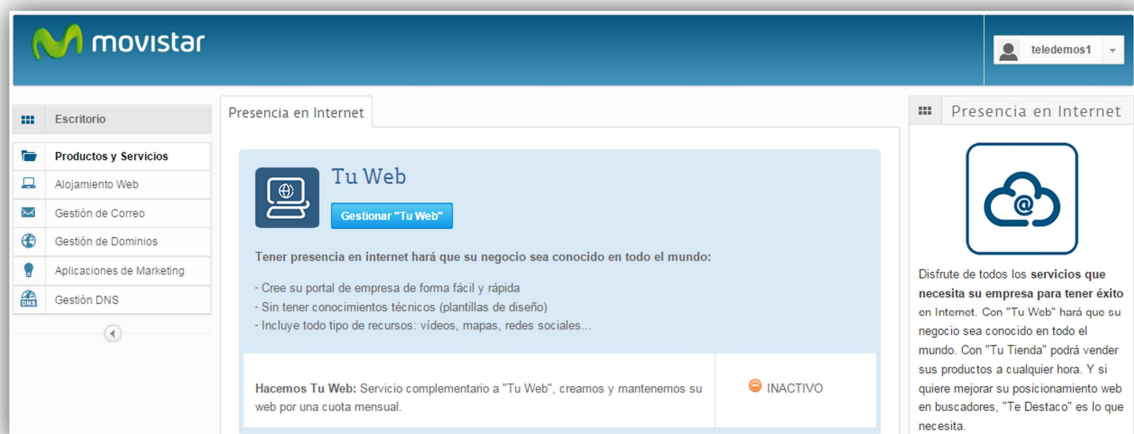 movistar
teledemos1
Escritorio
Productos y Servicios
Alojamiento Web
Gestión de Correo
Gestión de Dominios
Aplicaciones de Marketing
DNS
Gestión DNS
Presencia en Internet
Tu Web
Gestionar "Tu Web"
Tener presencia en internet hará que su negocio sea conocido en todo el mundo:
- Cree su portal de empresa de forma fácil y rápida
- Sin tener conocimientos técnicos (plantillas de diseño)
- Incluye todo tipo de recursos: vídeos, mapas, redes sociales...
Hacemos Tu Web: Servicio complementario a "Tu Web", creamos y mantenemos su
web por una cuota mensual.
INACTIVO
Presencia en Internet
@
Disfrute de todos los servicios que
necesita su empresa para tener éxito
en Internet. Con "Tu Web" hará que su
negocio sea conocido en todo el
mundo. Con "Tu Tienda" podrá vender
sus productos a cualquier hora. Y si
quiere mejorar su posicionamiento web
en buscadores, "Te Destaco" es lo que
necesita.